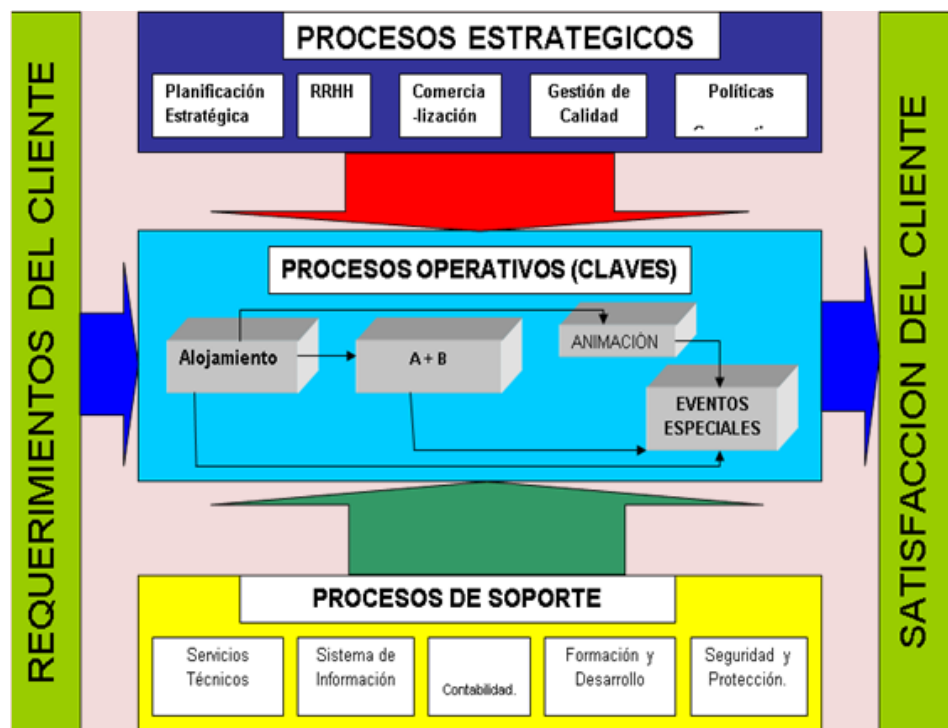 REQUERIMIENTOS DEL CLIENTE
PROCESOS ESTRATEGICOS
Planificación
Estratégica
RRHH
Comercia
-lización
Gestión de
Calidad
Políticas
PROCESOS OPERATIVOS (CLAVES)
Alojamiento
A + B
ANIMACIÓN
EVENTOS
ESPECIALES
PROCESOS DE SOPORTE
Servicios
Técnicos
Sistema de
Información
Contabilidad.
Formación y
Desarrollo
Seguridad y
Protección.
SATISFACCION DEL CLIENTE